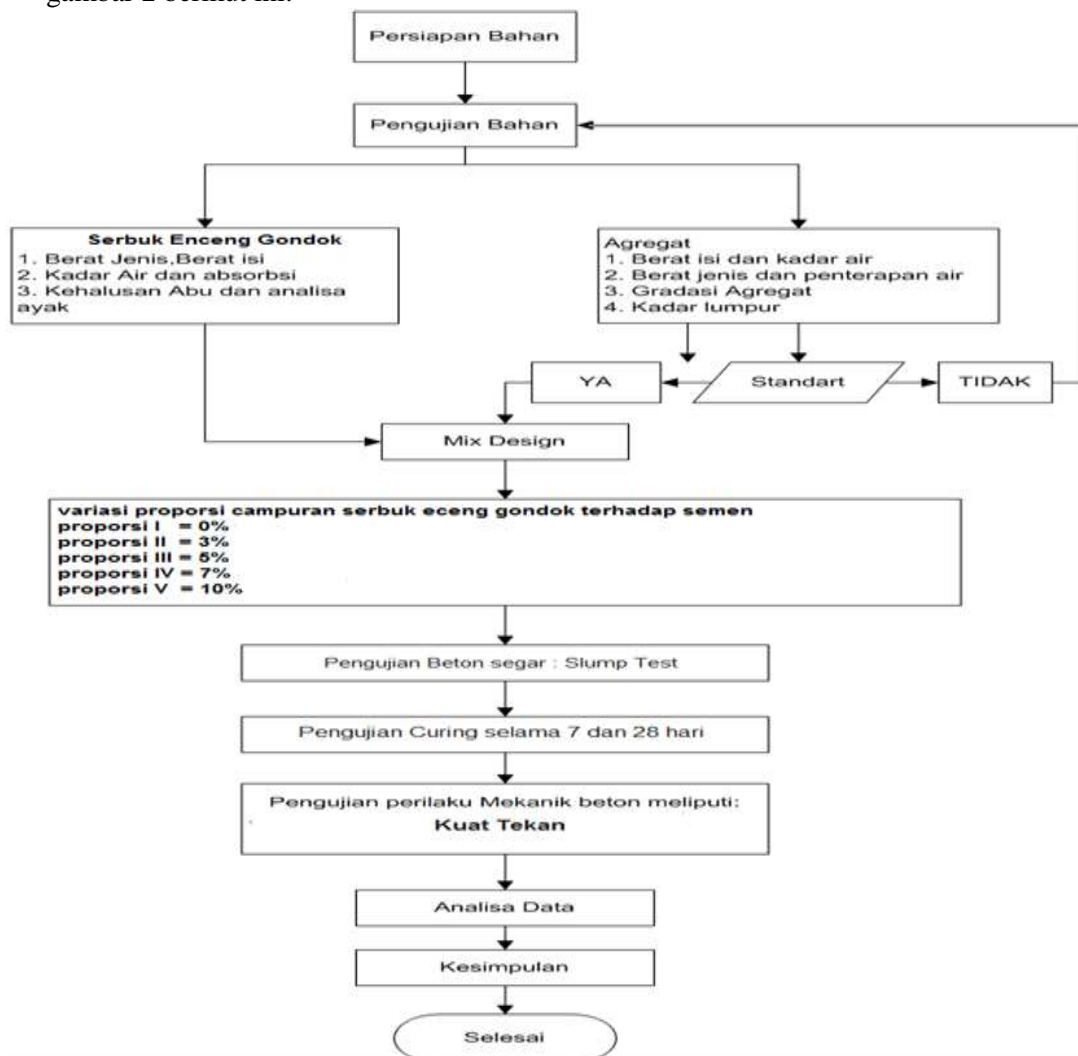 gambar 2 berikut ini.
Persiapan Bahan
Pengujian Bahan
Serbuk Enceng Gondok
1. Berat Jenis,Berat isi
2. Kadar Air dan absorbsi
3. Kehalusan Abu dan analisa
ayak
Agregat
1. Berat isi dan kadar air
2. Berat jenis dan penterapan air
3. Gradasi Agregat
4. Kadar lumpur
YA
Standart
TIDAK
Mix Design
variasi proporsi campuran serbuk eceng gondok terhadap semen
proporsi I = 0%
proporsi II = 3%
proporsi III = 5%
proporsi IV = 7%
proporsi V = 10%
Pengujian Beton segar : Slump Test
Pengujian Curing selama 7 dan 28 hari
Pengujian perilaku Mekanik beton meliputi:
Kuat Tekan
Analisa Data
Kesimpulan
Selesai